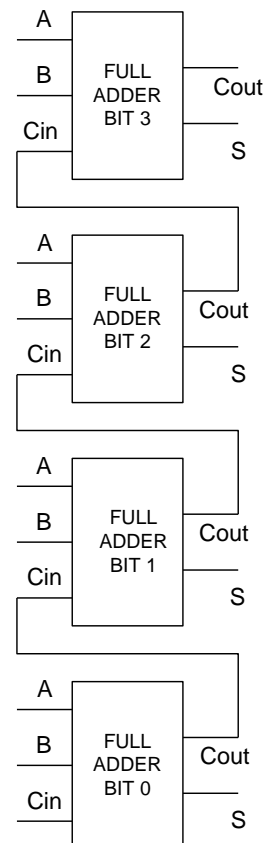 A
B
Cin
FULL
ADDER
BIT 3
Cout
S
A
B
Cin
FULL
ADDER
BIT 2
Cout
S
A
B
Cin
FULL
ADDER
BIT 1
Cout
S
A
B
Cin
FULL
ADDER
BIT 0
Cout
S